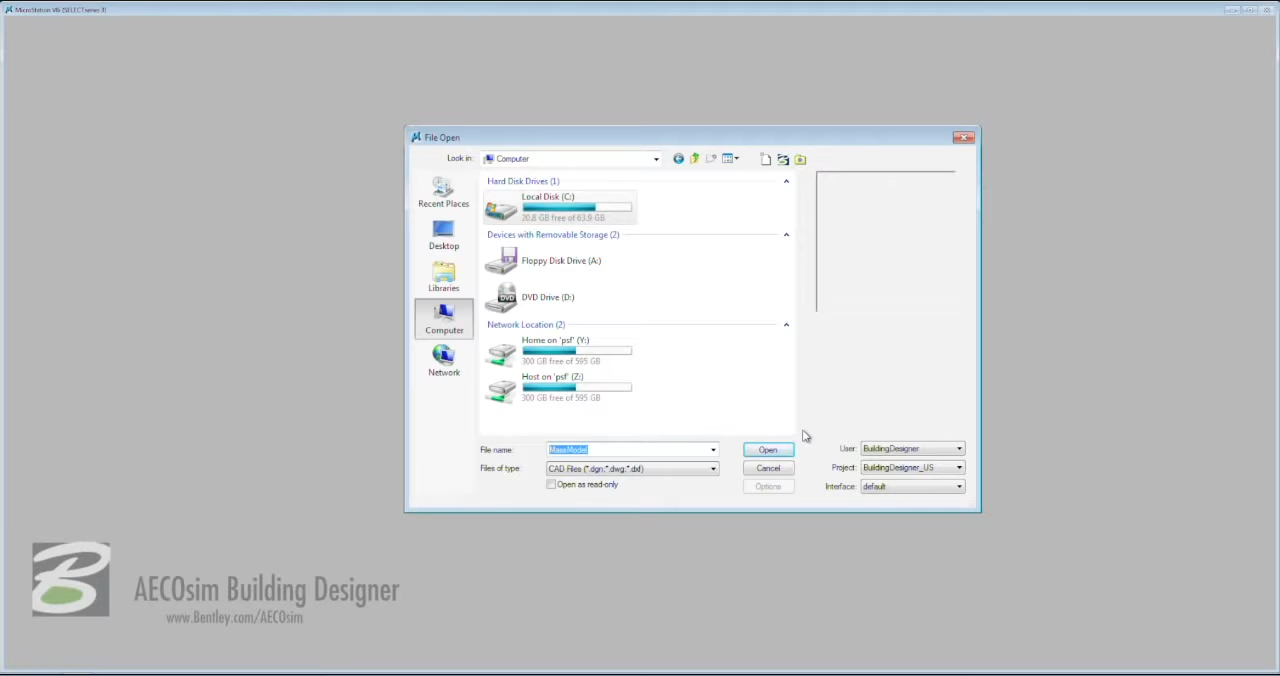 MicroStation V8i (SELECTseries 3)
File Open
Look in: Computer
Recent Places
Desktop
Libraries
Computer
Network
Hard Disk Drives (1)
Local Disk (C:)
20.8 GB free of 63.9 GB
Devices with Removable Storage (2)
Floppy Disk Drive (A:)
DVD Drive (D:)
Network Location (2)
Home on 'psf' (Y:)
300 GB free of 595 GB
Host on 'psf' (Z:)
300 GB free of 595 GB
File name: MassModel
Files of type: CAD Files (*.dgn;*.dwg;*.dxf)
Open as read-only
Open
Cancel
Options
User: BuildingDesigner
Project: BuildingDesigner_US
Interface: default
AECOsim Building Designer
www.Bentley.com/AECOsim